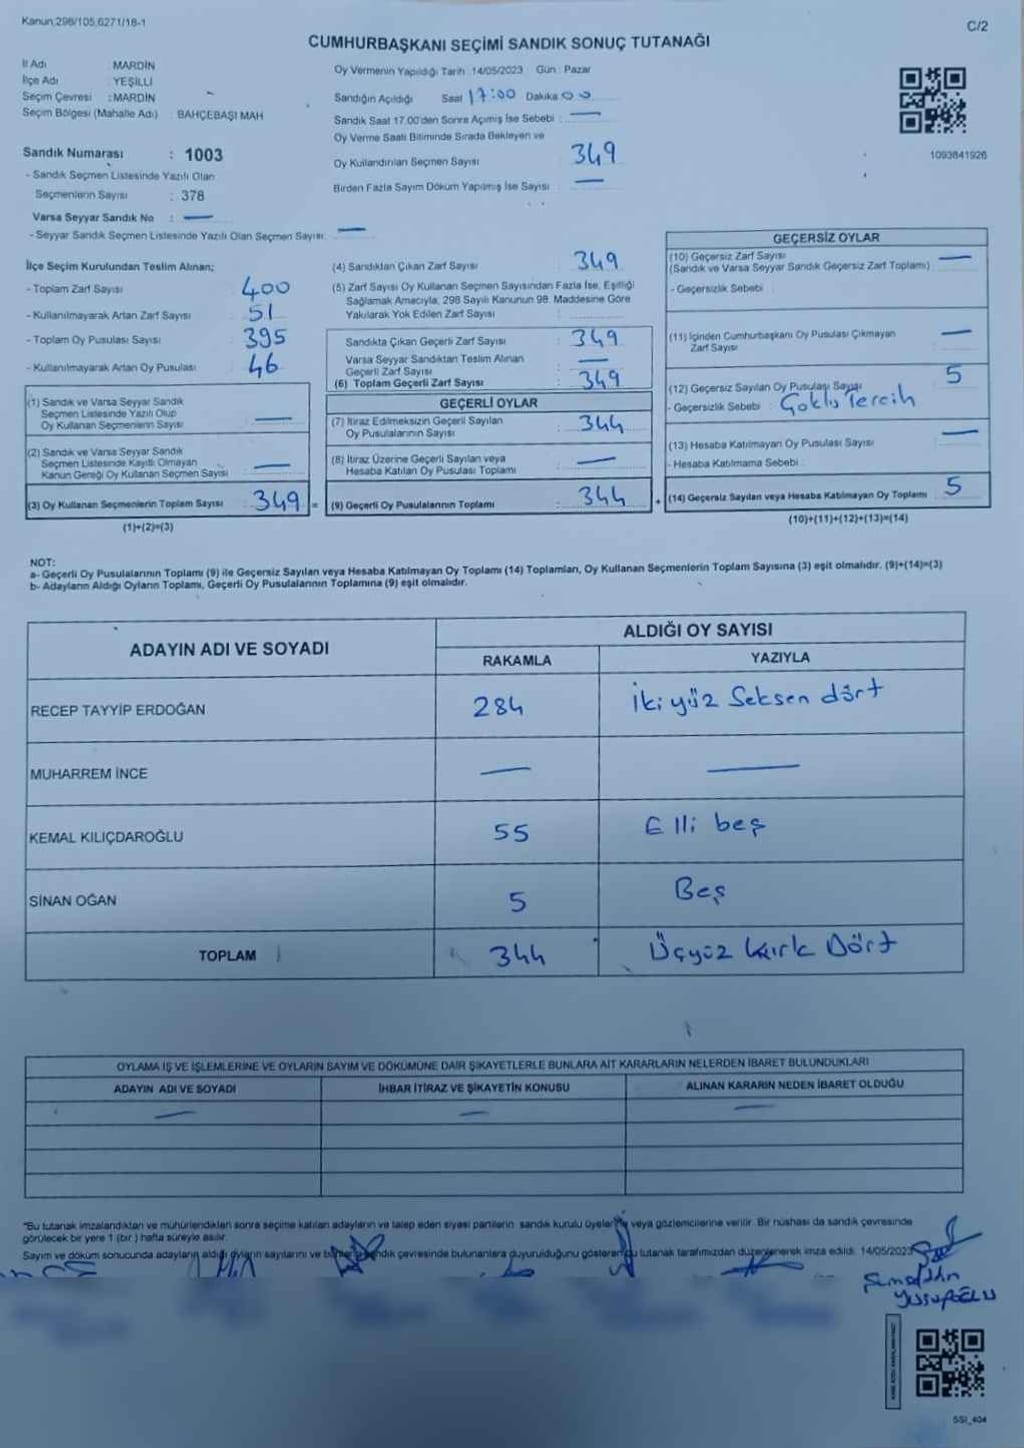 Kanun:298/105,6271/18-1
C/2
CUMHURBAŞKANI SEÇİMİ SANDIK SONUÇ TUTANAĞI
İl Adı MARDİN
İlçe Adı YEŞİLLİ
Seçim Çevresi : MARDİN
Seçim Bölgesi (Mahalle Adı) : BAHÇEBAŞI MAH
Sandık Numarası : 1003
- Sandık Seçmen Listesinde Yazılı Olan
Seçmenlerin Sayısı : 378
Varsa Seyyar Sandık No : —
- Seyyar Sandık Seçmen Listesinde Yazılı Olan Seçmen Sayısı: —
Oy Vermenin Yapıldığı Tarih :14/05/2023 Gün : Pazar
Sandığın Açıldığı Saat 17:00 Dakika 00
Sandık Saat 17.00'den Sonra Açımış İse Sebebi : —
Oy Verme Saati Bitiminde Sırada Bekleyen ve
Oy Kullandırılan Seçmen Sayısı 349
Birden Fazla Sayım Döküm Yapılmış İse Sayısı —
1093841926
İlçe Seçim Kurulundan Teslim Alınan;
- Toplam Zarf Sayısı 400
- Kullanılmayarak Artan Zarf Sayısı 51
- Toplam Oy Pusulası Sayısı 395
- Kullanılmayarak Artan Oy Pusulası 46
(1) Sandık ve Varsa Seyyar Sandık
Seçmen Listesinde Yazılı Olup
Oy Kullanan Seçmenlerin Sayısı —
(2) Sandık ve Varsa Seyyar Sandık
Seçmen Listesinde Kayıtlı Olmayan
Kanun Gereği Oy Kullanan Seçmen Sayısı —
(3) Oy Kullanan Seçmenlerin Toplam Sayısı 349 =
(1)+(2)=(3)
(4) Sandıktan Çıkan Zarf Sayısı 349
(5) Zarf Sayısı Oy Kullanan Seçmen Sayısından Fazla İse, Eşitliği
Sağlamak Amacıyla, 298 Sayılı Kanunun 98. Maddesine Göre
Yakılarak Yok Edilen Zarf Sayısı
Sandıkta Çıkan Geçerli Zarf Sayısı : 349
Varsa Seyyar Sandıktan Teslim Alınan
Geçerli Zarf Sayısı —
(6) Toplam Geçerli Zarf Sayısı : 349
GEÇERLİ OYLAR
(7) İtiraz Edilmeksizin Geçerli Sayılan
Oy Pusulalarının Sayısı : 344
(8) İtiraz Üzerine Geçerli Sayılan veya
Hesaba Katılan Oy Pusulası Toplamı : —
(9) Geçerli Oy Pusulalarının Toplamı : 344 +
GEÇERSİZ OYLAR
(10) Geçersiz Zarf Sayısı —
(Sandık ve Varsa Seyyar Sandık Geçersiz Zarf Toplamı)
- Geçersizlik Sebebi
(11) İçinden Cumhurbaşkanı Oy Pusulası Çıkmayan
Zarf Sayısı —
(12) Geçersiz Sayılan Oy Pusulası Sayısı 5
- Geçersizlik Sebebi : Çoklu Tercih
(13) Hesaba Katılmayan Oy Pusulası Sayısı —
- Hesaba Katılmama Sebebi :
(14) Geçersiz Sayılan veya Hesaba Katılmayan Oy Toplamı 5
(10)+(11)+(12)+(13)=(14)
NOT:
a- Geçerli Oy Pusulalarının Toplamı (9) ile Geçersiz Sayılan veya Hesaba Katılmayan Oy Toplamı (14) Toplamları, Oy Kullanan Seçmenlerin Toplam Sayısına (3) eşit olmalıdır. (9)+(14)=(3)
b- Adayların Aldığı Oyların Toplamı, Geçerli Oy Pusulalarının Toplamına (9) eşit olmalıdır.
ADAYIN ADI VE SOYADI
ALDIĞI OY SAYISI
RAKAMLA YAZIYLA
RECEP TAYYİP ERDOĞAN 284 İki yüz Seksen dört
MUHARREM İNCE — —
KEMAL KILIÇDAROĞLU 55 Elli beş
SİNAN OĞAN 5 Beş
TOPLAM 344 Üçyüz Kırk Dört
OYLAMA İŞ VE İŞLEMLERİNE VE OYLARIN SAYIM VE DÖKÜMÜNE DAİR ŞİKAYETLERLE BUNLARA AİT KARARLARIN NELERDEN İBARET BULUNDUKLARI
ADAYIN ADI VE SOYADI İHBAR İTİRAZ VE ŞİKAYETİN KONUSU ALINAN KARARIN NEDEN İBARET OLDUĞU
— — —
"Bu tutanak imzalandıktan ve mühürlendikten sonra seçime katılan adayların ve talep eden siyasi partilerin sandık kurulu üyelerine veya gözlemcilerine verilir. Bir nüshası da sandık çevresinde
görülecek bir yere 1 (bir ) hafta süreyle asılır.
Sayım ve döküm sonucunda adayların aldığı oyların sayılarını ve sandık çevresinde bulunanlara duyurulduğunu gösteren bu tutanak tarafımızdan düzenlenerek imza edildi. 14/05/2023
YUSUFOĞLU
SSI_404